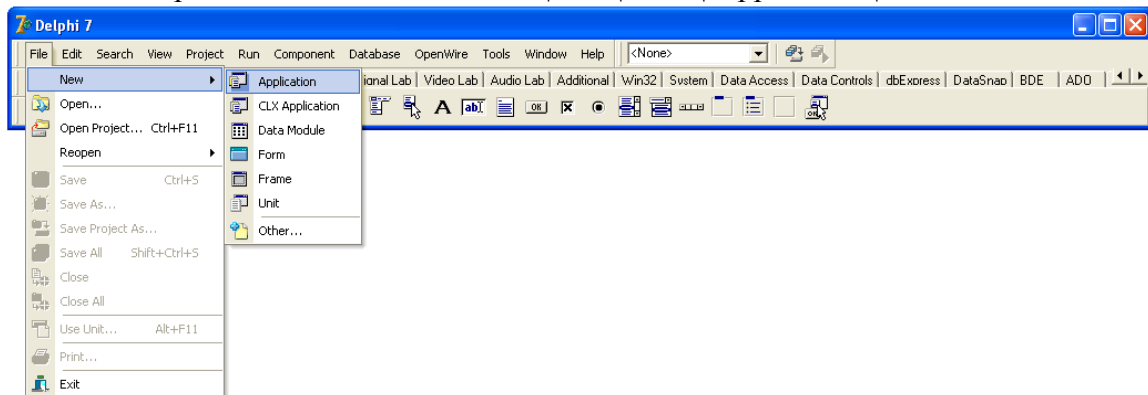 Delphi 7
File Edit Search View Project Run Component Database OpenWire Tools Window Help <None>
ional Lab Video Lab Audio Lab Additional Win32 System Data Access Data Controls dbExpress DataSnap BDE ADO
New
Open...
Open Project... Ctrl+F11
Reopen
Save Ctrl+S
Save As...
Save Project As...
Save All Shift+Ctrl+S
Close
Close All
Use Unit... Alt+F11
Print...
Exit
Application
CLX Application
Data Module
Form
Frame
Unit
Other...
A abI OK